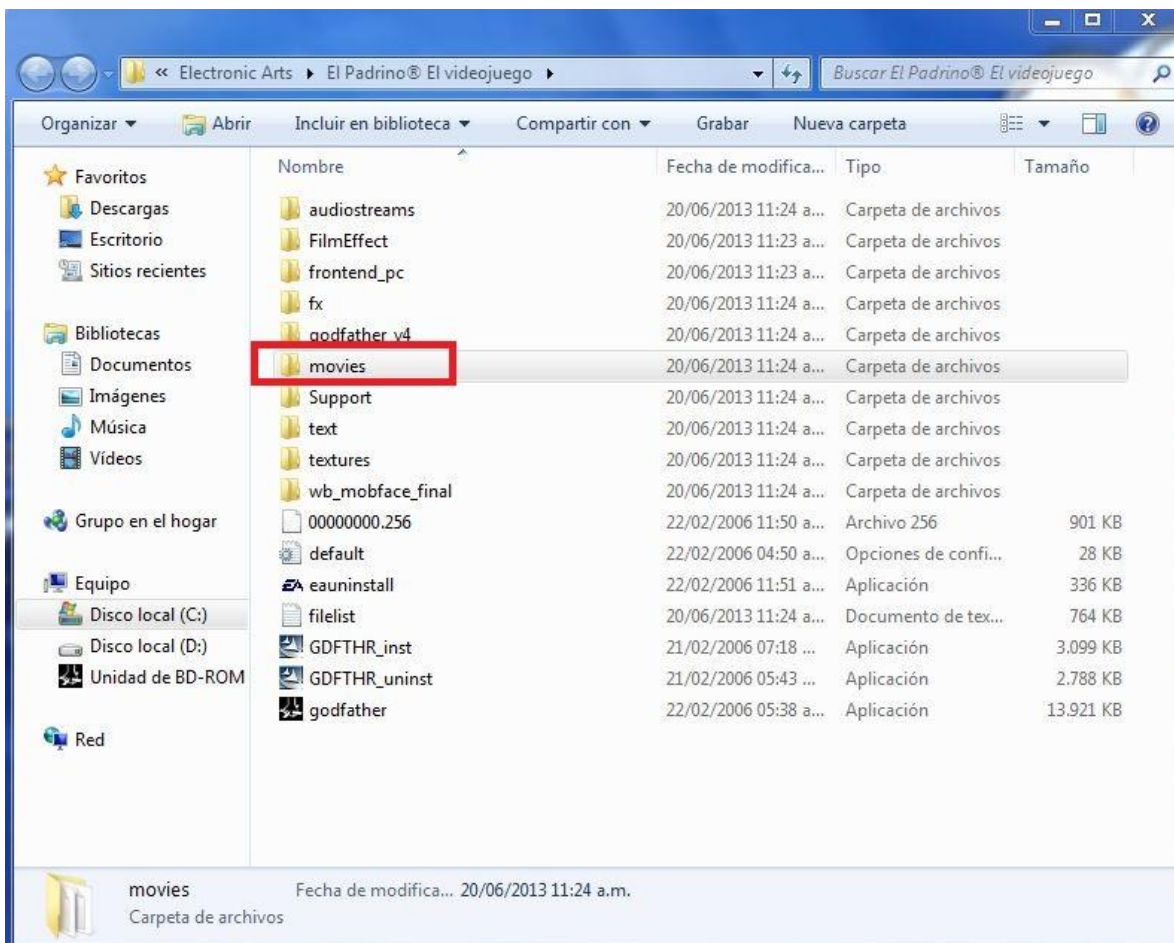 X
« Electronic Arts ▸ El Padrino® El videojuego ▸ Buscar El Padrino® El videojuego
Organizar Abrir Incluir en biblioteca Compartir con Grabar Nueva carpeta
Nombre Fecha de modifica... Tipo Tamaño
Favoritos
Descargas
Escritorio
Sitios recientes
Bibliotecas
Documentos
Imágenes
Música
Vídeos
Grupo en el hogar
Equipo
Disco local (C:)
Disco local (D:)
Unidad de BD-ROM
Red
audiostreams 20/06/2013 11:24 a... Carpeta de archivos
FilmEffect 20/06/2013 11:23 a... Carpeta de archivos
frontend_pc 20/06/2013 11:23 a... Carpeta de archivos
fx 20/06/2013 11:24 a... Carpeta de archivos
godfather_v4 20/06/2013 11:24 a... Carpeta de archivos
movies 20/06/2013 11:24 a... Carpeta de archivos
Support 20/06/2013 11:24 a... Carpeta de archivos
text 20/06/2013 11:24 a... Carpeta de archivos
textures 20/06/2013 11:24 a... Carpeta de archivos
wb_mobface_final 20/06/2013 11:24 a... Carpeta de archivos
00000000.256 22/02/2006 11:50 a... Archivo 256 901 KB
default 22/02/2006 04:50 a... Opciones de confi... 28 KB
EA eauninstall 22/02/2006 11:51 a... Aplicación 336 KB
filelist 20/06/2013 11:24 a... Documento de tex... 764 KB
GDFTHR_inst 21/02/2006 07:18 ... Aplicación 3.099 KB
GDFTHR_uninst 21/02/2006 05:43 ... Aplicación 2.788 KB
godfather 22/02/2006 05:38 a... Aplicación 13.921 KB
movies Fecha de modifica... 20/06/2013 11:24 a.m.
Carpeta de archivos